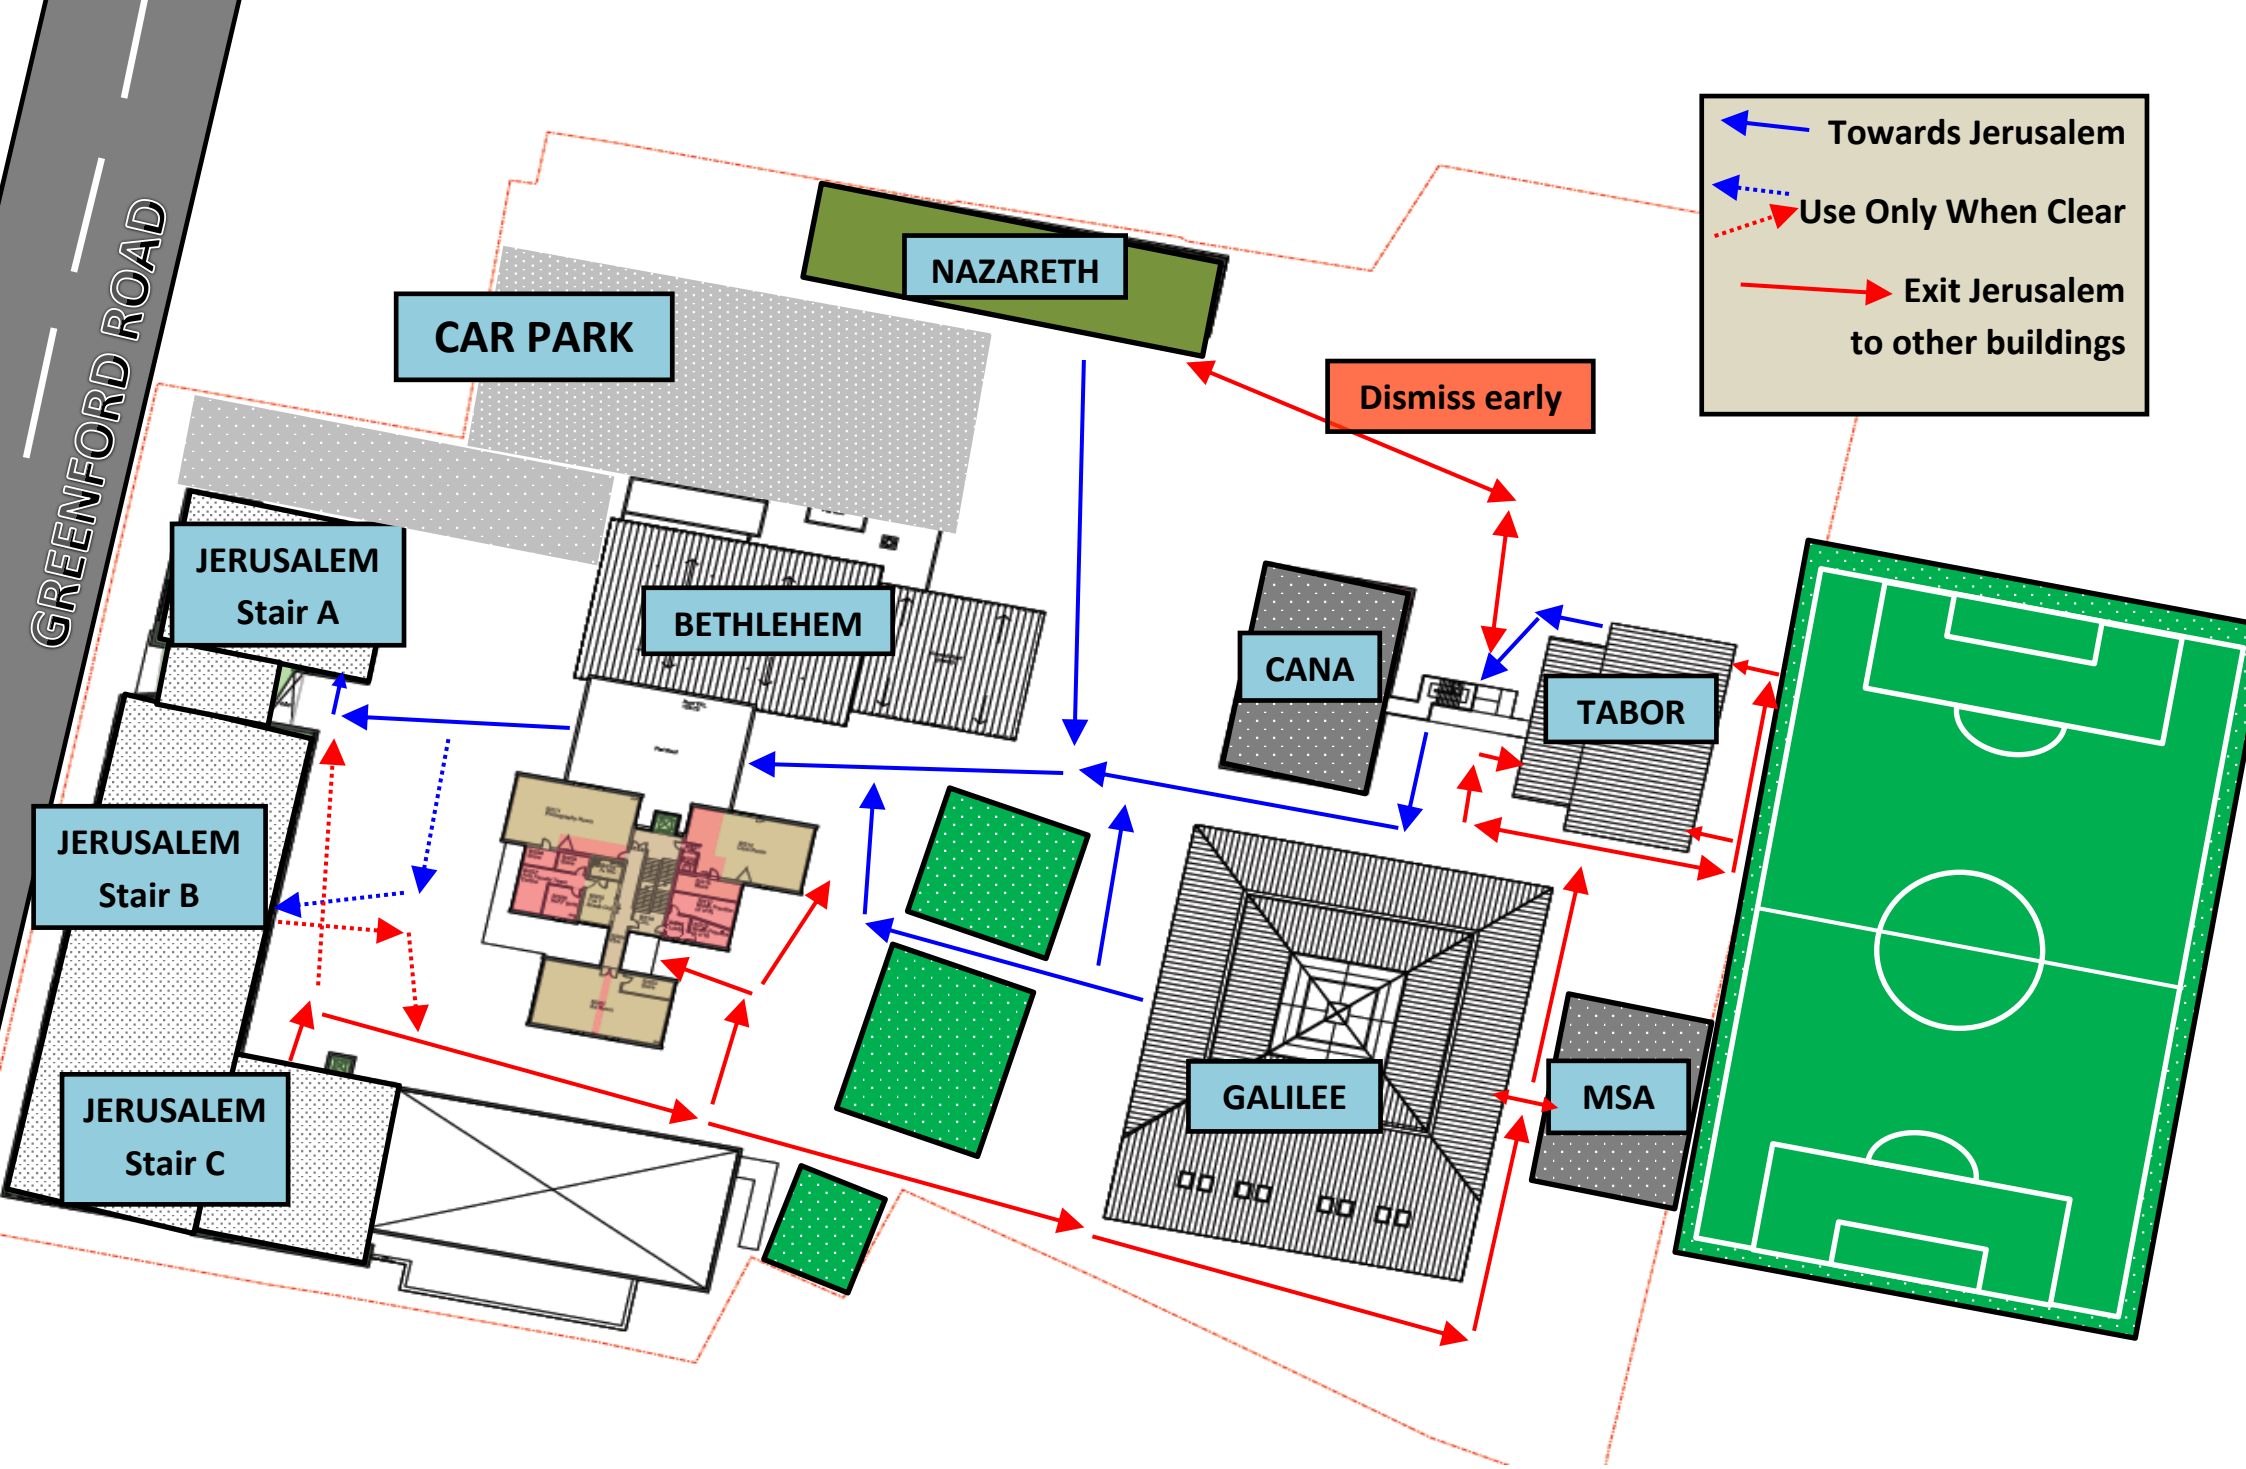 Towards Jerusalem
Use Only When Clear
Exit Jerusalem
to other buildings
GREENFORD ROAD
NAZARETH
CAR PARK
Dismiss early
JERUSALEM
Stair A
BETHLEHEM
CANA
TABOR
JERUSALEM
Stair B
GALILEE
MSA
JERUSALEM
Stair C